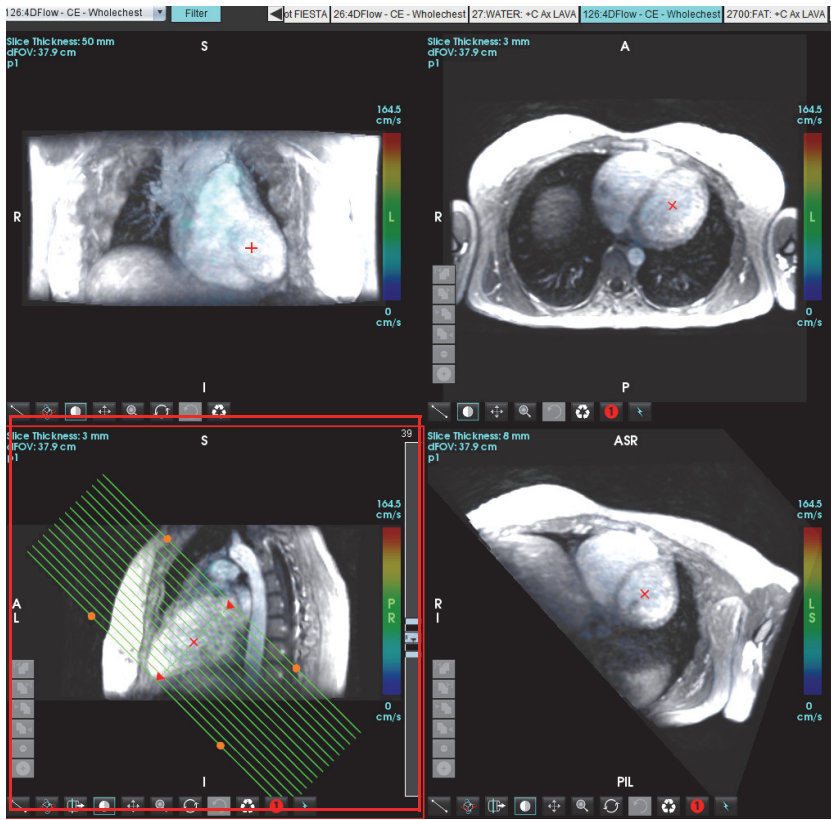 126:4DFlow - CE - Wholechest Filter ot FIESTA 26:4DFlow - CE - Wholechest 27:WATER: +C Ax LAVA 126:4DFlow - CE - Wholechest 2700:FAT: +C Ax LAVA
Slice Thickness: 50 mm
dFOV: 37.9 cm
p1
S
164.5
cm/s
R
L
0
cm/s
I
Slice Thickness: 3 mm
dFOV: 37.9 cm
p1
A
164.5
cm/s
R
L
0
cm/s
P
1
Slice Thickness: 3 mm
dFOV: 37.9 cm
p1
S
39
164.5
cm/s
A
L
P
R
0
cm/s
I
1
Slice Thickness: 8 mm
dFOV: 37.9 cm
p1
ASR
164.5
cm/s
R
I
L
S
0
cm/s
PIL
1